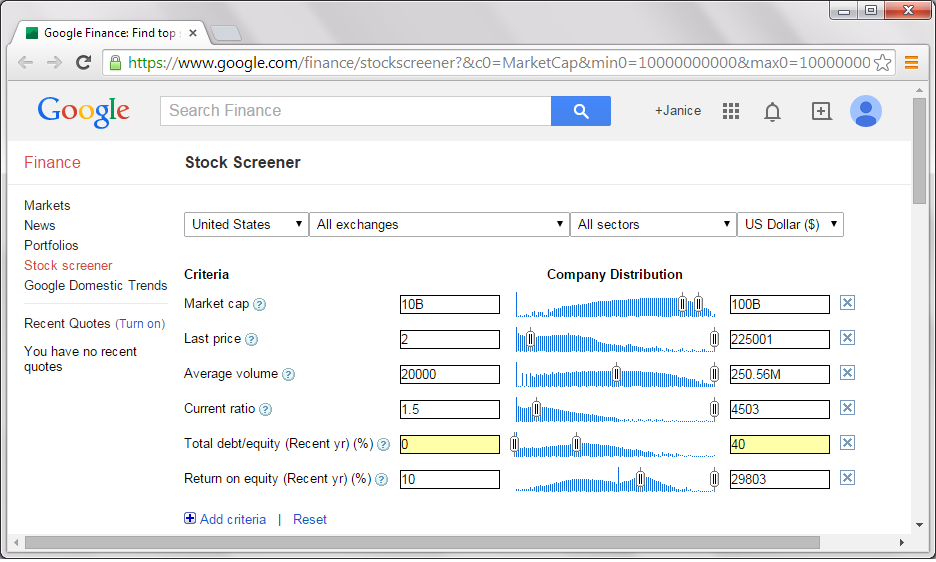 Google Finance: Find top
https://www.google.com/finance/stockscreener?&c0=MarketCap&min0=10000000000&max0=10000000
Google Search Finance +Janice
Finance Stock Screener
Markets
News
Portfolios
Stock screener
Google Domestic Trends
Recent Quotes (Turn on)
You have no recent
quotes
United States All exchanges All sectors US Dollar ($)
Criteria Company Distribution
Market cap ? 10B 100B
Last price ? 2 225001
Average volume ? 20000 250.56M
Current ratio ? 1.5 4503
Total debt/equity (Recent yr) (%) ? 0 40
Return on equity (Recent yr) (%) ? 10 29803
Add criteria | Reset